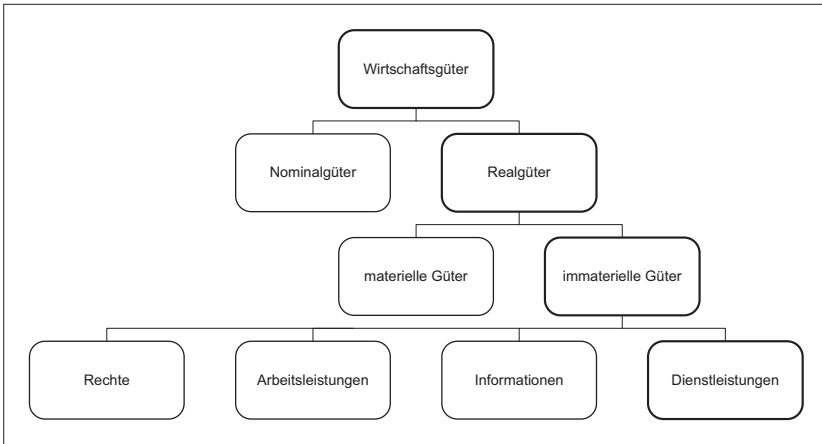 Wirtschaftsgüter
Nominalgüter
Realgüter
materielle Güter
immaterielle Güter
Rechte
Arbeitsleistungen
Informationen
Dienstleistungen